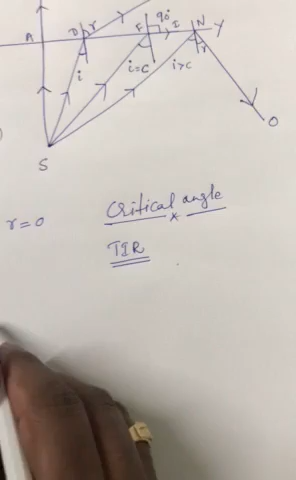 90°
A D r F I N Y
i i=c i>c r
S O
r=0 Critical angle
TIR